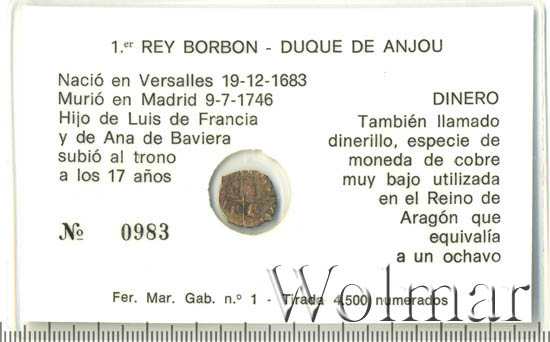 1.er REY BORBON - DUQUE DE ANJOU
Nació en Versalles 19-12-1683
Murió en Madrid 9-7-1746
Hijo de Luis de Francia
y de Ana de Baviera
subió al trono
a los 17 años
№ 0983
DINERO
También llamado
dinerillo, especie de
moneda de cobre
muy bajo utilizada
en el Reino de
Aragón que
equivalía
a un ochavo
Fer. Mar. Gab. n.º 1 - Tirada 4.500 numerados
Wolmar